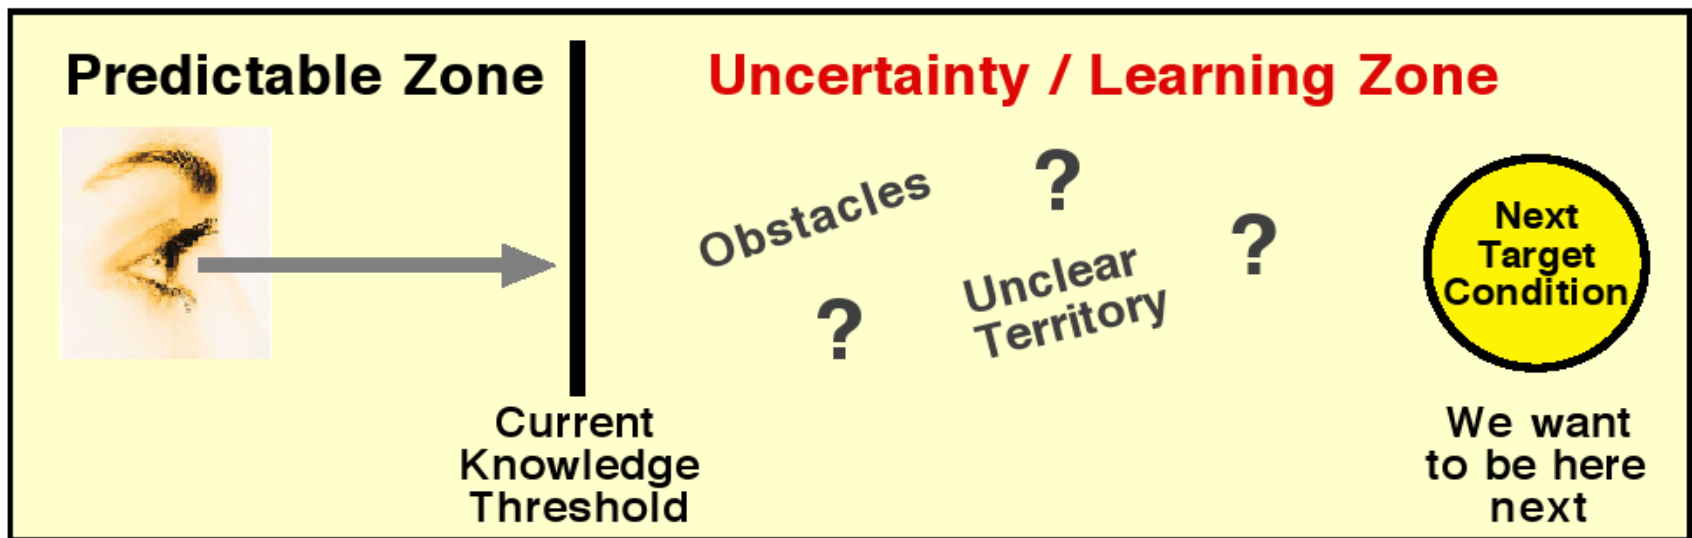 Predictable Zone
Uncertainty / Learning Zone
Obstacles
?
?
Unclear
Territory
?
Next
Target
Condition
Current
Knowledge
Threshold
We want
to be here
next